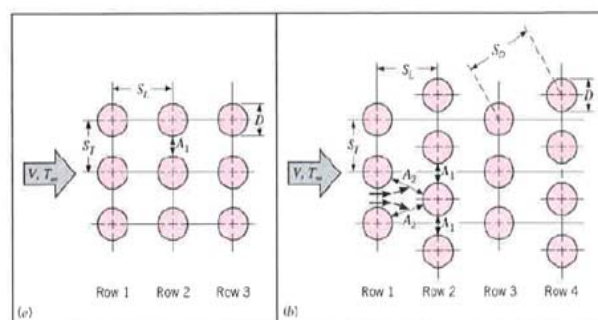 S_L
S_T
D
A_1
V, T_∞
Row 1 Row 2 Row 3
(a)
S_D
S_L
D
S_T
A_1
A_2
V, T_∞
A_2
A_1
Row 1 Row 2 Row 3 Row 4
(b)